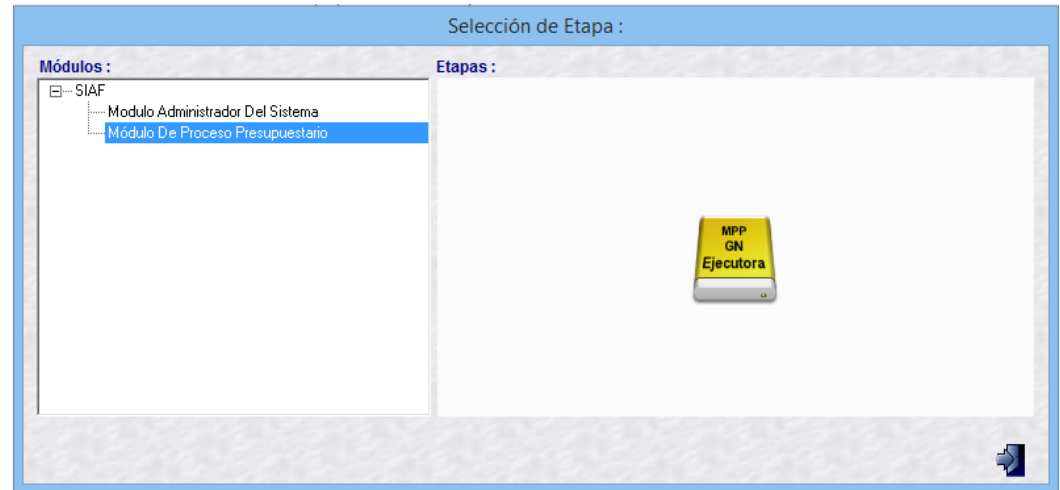 Selección de Etapa :
Módulos :
Etapas :
SIAF
Modulo Administrador Del Sistema
Módulo De Proceso Presupuestario
MPP
GN
Ejecutora